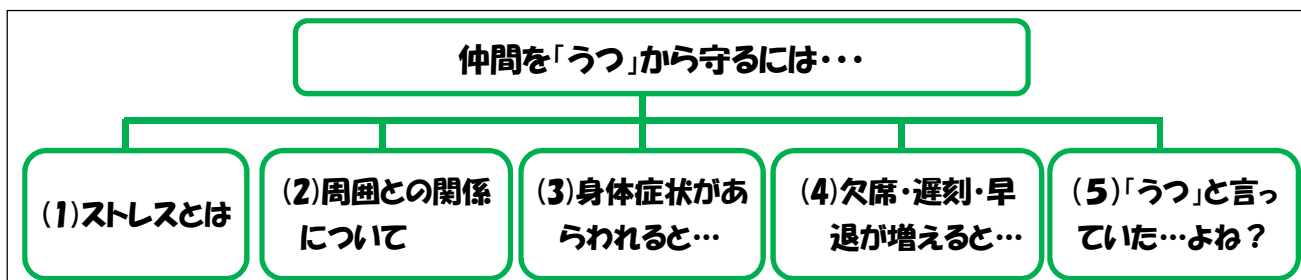 仲間を「うつ」から守るには・・・
(1)ストレスとは
(2)周囲との関係
について
(3)身体症状があ
らわれると…
(4)欠席・遅刻・早
退が増えると…
(5)「うつ」と言っ
ていた…よね？